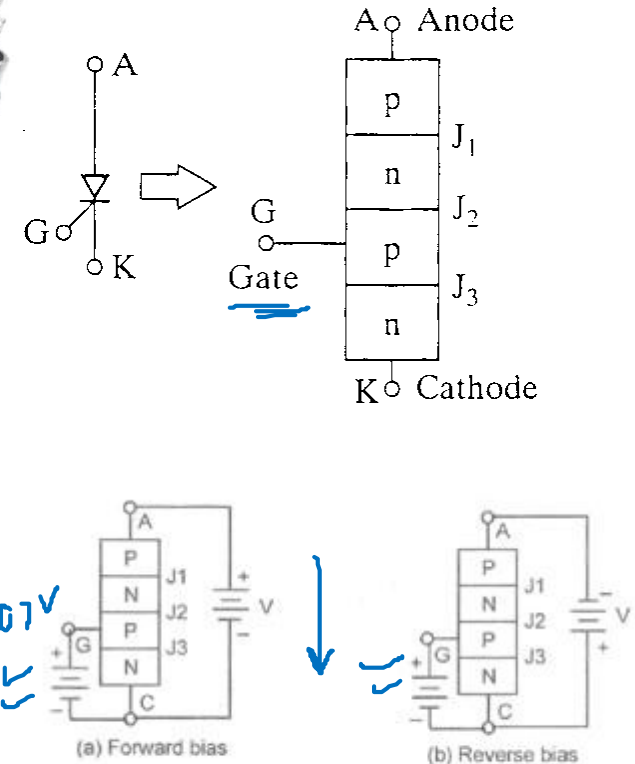 A Anode
A
p
J1
n
G
J2
G
p
Gate
J3
K
n
K Cathode
A
P
J1
N
+
J2
V
P
-
G
J3
+
N
-
C
(a) Forward bias
A
P
J1
-
N
J2
V
P
+
G
J3
+
N
-
C
(b) Reverse bias